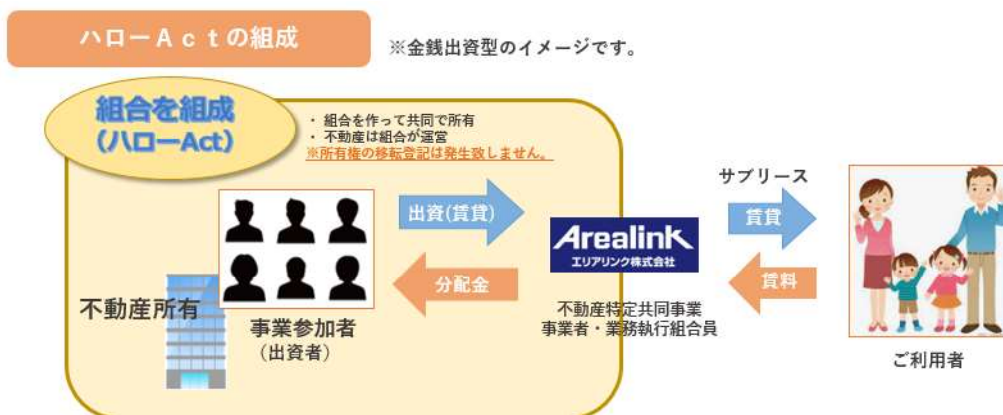 ハローＡｃｔの組成
※金銭出資型のイメージです。
組合を組成
（ハローAct）
・ 組合を作って共同で所有
・ 不動産は組合が運営
※所有権の移転登記は発生致しません。
出資(賃貸)
分配金
不動産所有
事業参加者
（出資者）
Arealink
エリアリンク株式会社
不動産特定共同事業
事業者・業務執行組合員
サブリース
賃貸
賃料
ご利用者